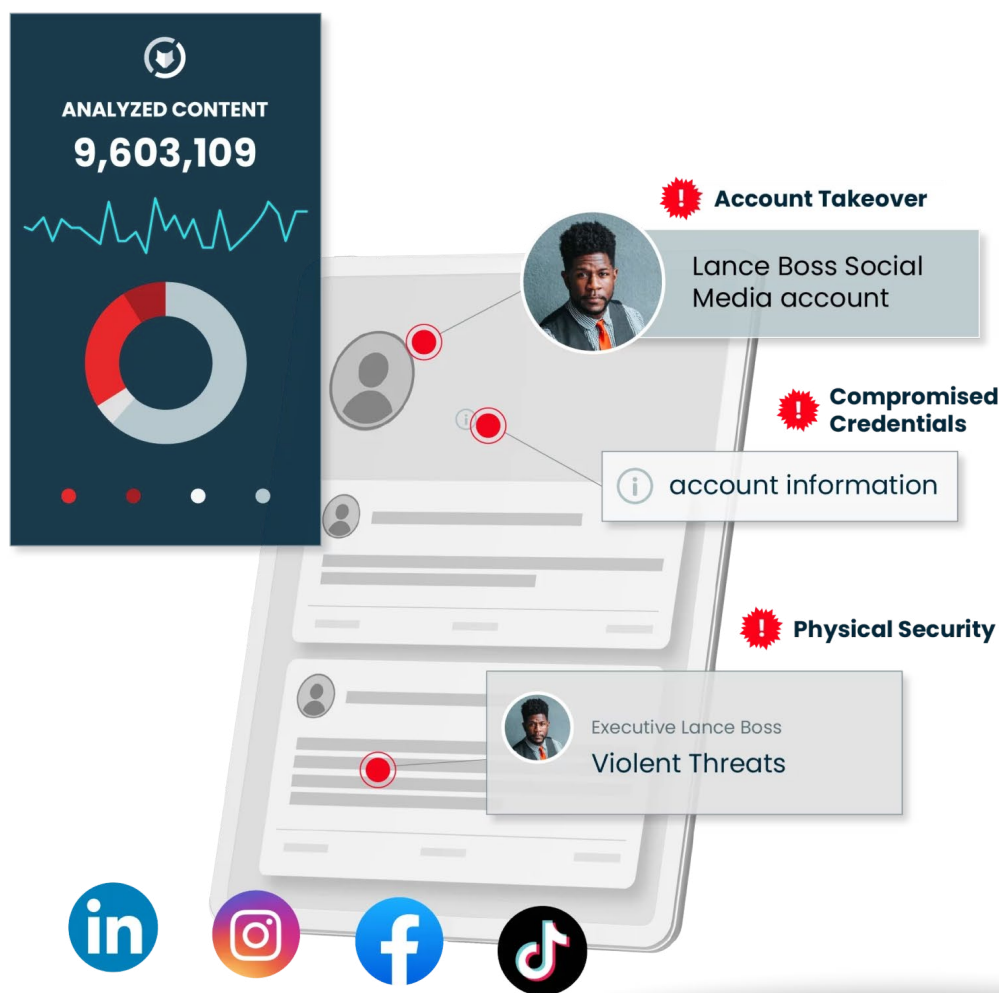 ANALYZED CONTENT
9,603,109
Account Takeover
Lance Boss Social
Media account
Compromised
Credentials
account information
Physical Security
Executive Lance Boss
Violent Threats
in